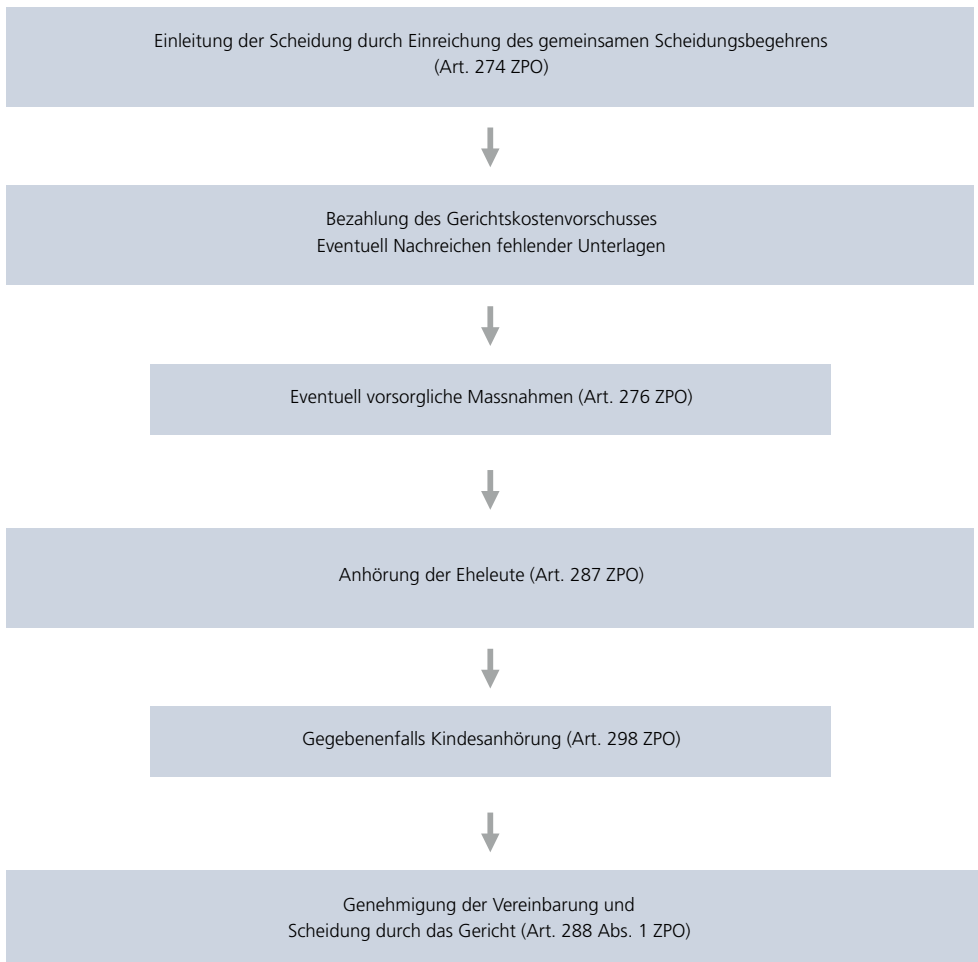 Einleitung der Scheidung durch Einreichung des gemeinsamen Scheidungsbegehrens
(Art. 274 ZPO)
Bezahlung des Gerichtskostenvorschusses
Eventuell Nachreichen fehlender Unterlagen
Eventuell vorsorgliche Massnahmen (Art. 276 ZPO)
Anhörung der Eheleute (Art. 287 ZPO)
Gegebenenfalls Kindesanhörung (Art. 298 ZPO)
Genehmigung der Vereinbarung und
Scheidung durch das Gericht (Art. 288 Abs. 1 ZPO)